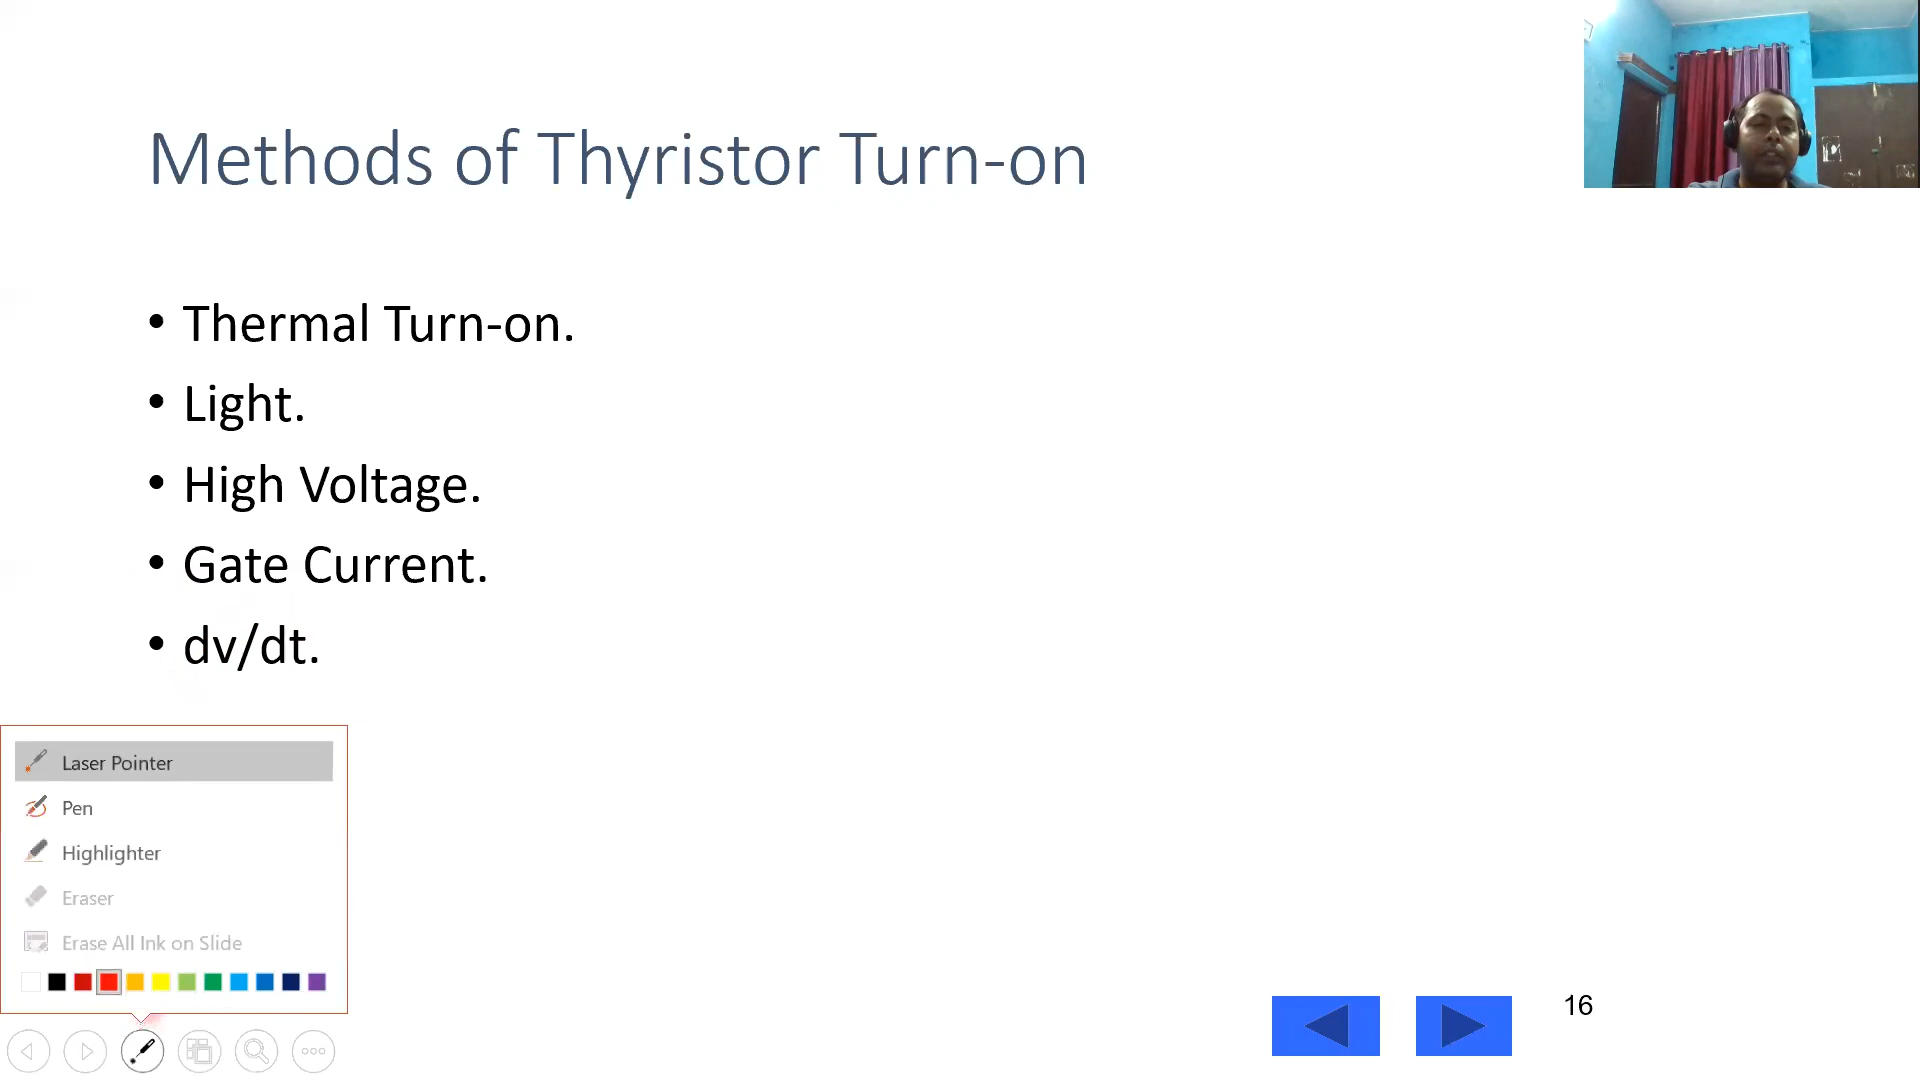 Methods of Thyristor Turn-on
• Thermal Turn-on.
• Light.
• High Voltage.
• Gate Current.
• dv/dt.
Laser Pointer
Pen
Highlighter
Eraser
Erase All Ink on Slide
16